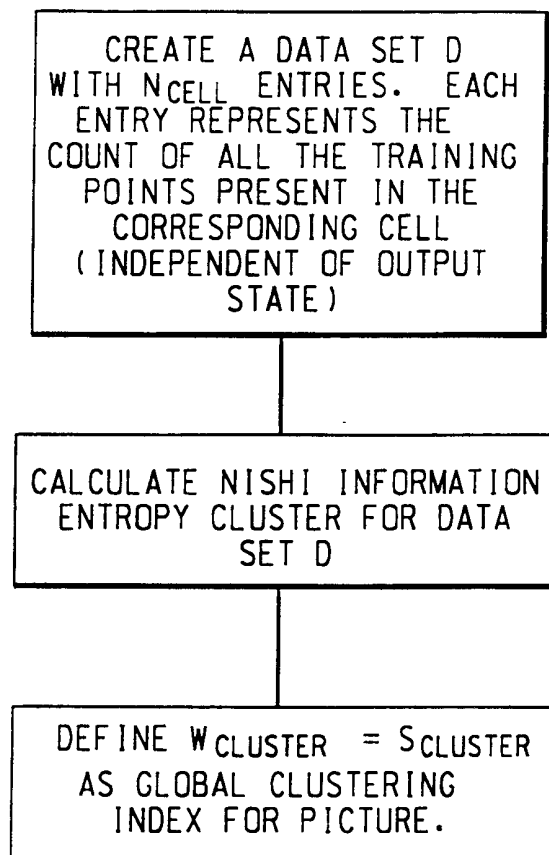 CREATE A DATA SET D
WITH NCELL ENTRIES. EACH
ENTRY REPRESENTS THE
COUNT OF ALL THE TRAINING
POINTS PRESENT IN THE
CORRESPONDING CELL
(INDEPENDENT OF OUTPUT
STATE)
CALCULATE NISHI INFORMATION
ENTROPY CLUSTER FOR DATA
SET D
DEFINE WCLUSTER = SCLUSTER
AS GLOBAL CLUSTERING
INDEX FOR PICTURE.